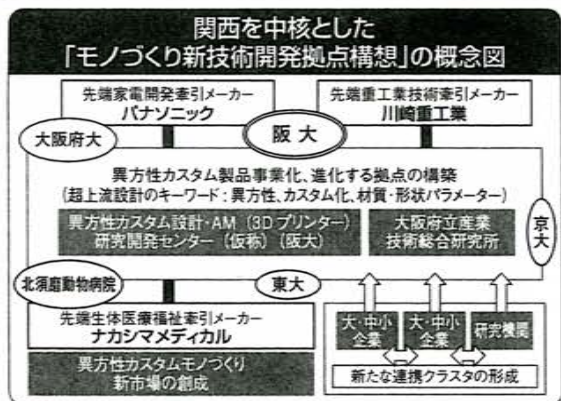 関西を中核とした
「モノづくり新技術開発拠点構想」の概念図
先端家電開発牽引メーカー
パナソニック
先端重工業技術牽引メーカー
川崎重工業
大阪府大
阪大
異方性カスタム製品事業化、進化する拠点の構築
(超上流設計のキーワード:異方性、カスタム化、材質・形状パラメーター)
異方性カスタム設計・AM(3Dプリンター)
研究開発センター(仮称)(阪大)
大阪府立産業
技術総合研究所
京大
北須磨動物病院
東大
先端生体医療福祉牽引メーカー
ナカシマメディカル
異方性カスタムモノづくり
新市場の創成
大・中小
企業
大・中小
企業
研究機関
新たな連携クラスタの形成